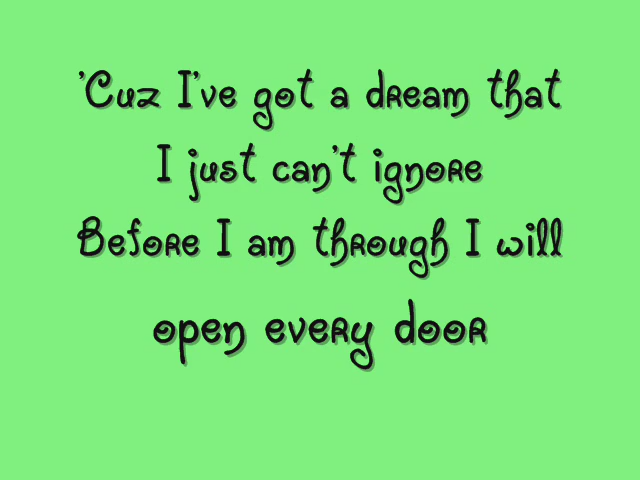 'Cuz I've got a dream that
I just can't ignore
Before I am through I will
open every door